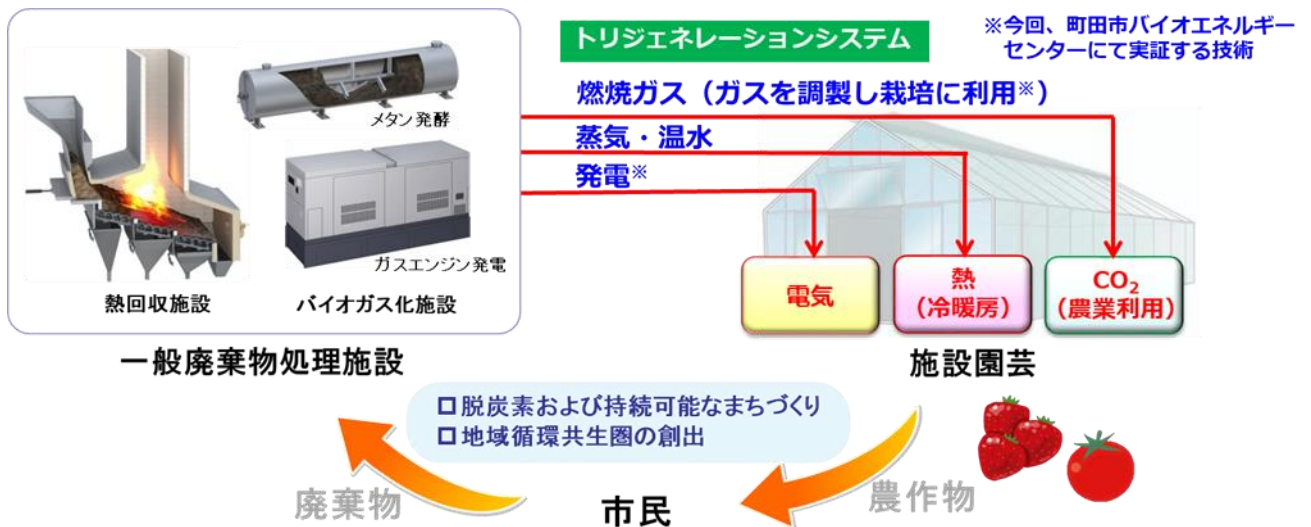 トリジェネレーションシステム
※今回、町田市バイオエネルギー
センターにて実証する技術
燃焼ガス（ガスを調製し栽培に利用※）
蒸気・温水
発電※
メタン発酵
ガスエンジン発電
熱回収施設
バイオガス化施設
電気
熱
（冷暖房）
CO₂
（農業利用）
一般廃棄物処理施設
施設園芸
脱炭素および持続可能なまちづくり
地域循環共生圏の創出
廃棄物
市民
農作物